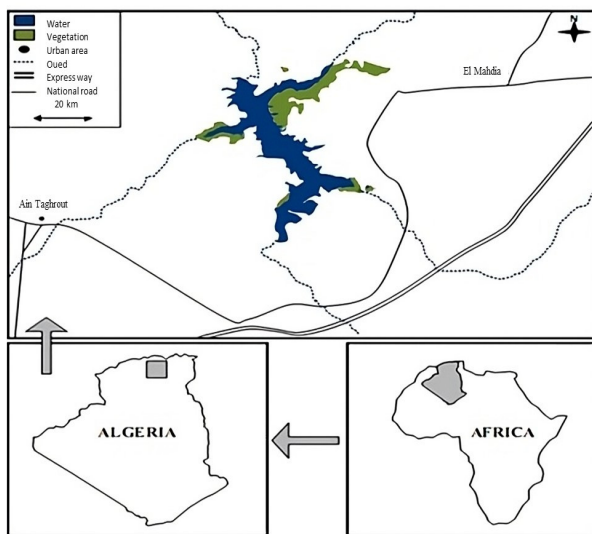 Water
Vegetation
Urban area
Oued
Express way
National road
20 km
N
El Mahdia
Ain Taghrout
ALGERIA
AFRICA